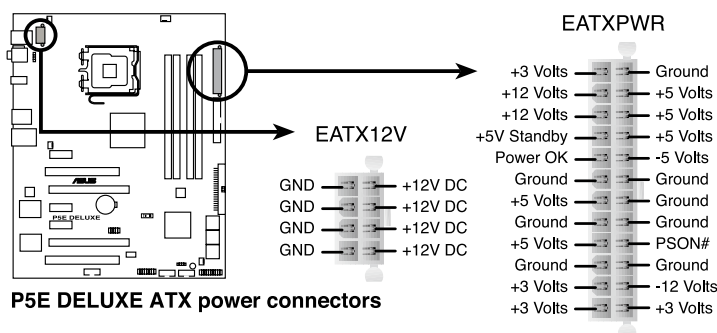 EATXPWR
+3 Volts Ground
+12 Volts +5 Volts
+12 Volts +5 Volts
+5V Standby +5 Volts
Power OK -5 Volts
Ground Ground
+5 Volts Ground
Ground Ground
+5 Volts PSON#
Ground Ground
+3 Volts -12 Volts
+3 Volts +3 Volts
EATX12V
GND +12V DC
GND +12V DC
GND +12V DC
GND +12V DC
/ISUS
P5E DELUXE
P5E DELUXE ATX power connectors